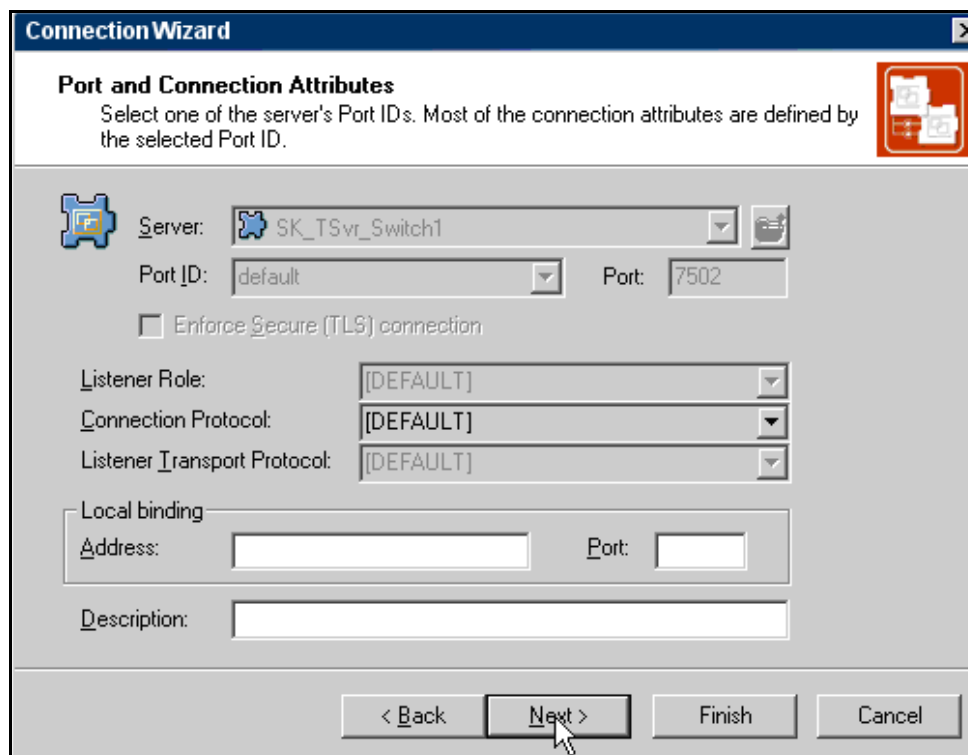 Connection Wizard
Port and Connection Attributes
Select one of the server's Port IDs. Most of the connection attributes are defined by
the selected Port ID.
Server: SK_TSvr_Switch1
Port ID: default Port: 7502
Enforce Secure (TLS) connection
Listener Role: [DEFAULT]
Connection Protocol: [DEFAULT]
Listener Transport Protocol: [DEFAULT]
Local binding
Address: Port:
Description:
< Back Next > Finish Cancel